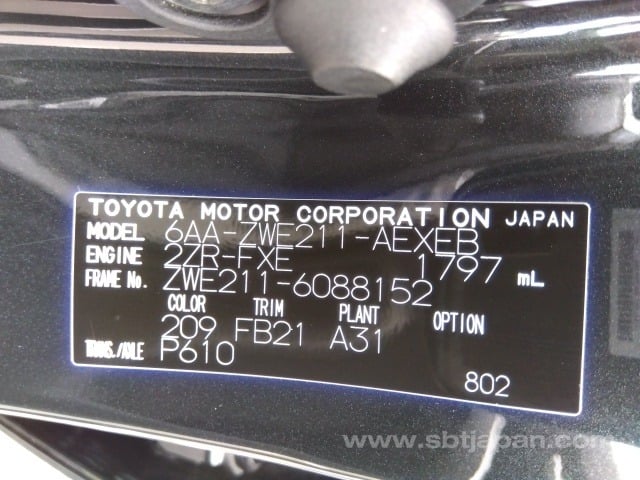 TOYOTA MOTOR CORPORATION JAPAN
MODEL 6AA-ZWE211-AEXEB
ENGINE 2ZR-FXE 1797 mL
FRAME No. ZWE211-6088152
COLOR TRIM PLANT OPTION
209 FB21 A31
TRANS./AXLE P610
802
www.sbtjapan.com